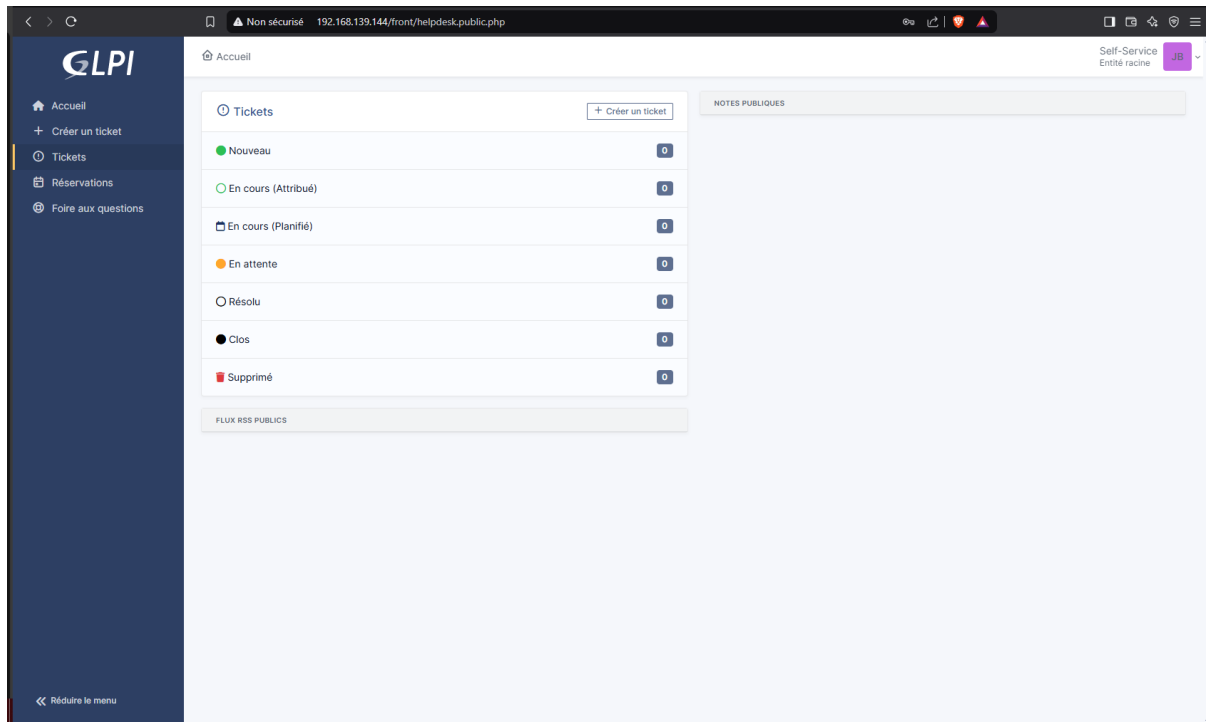 Non sécurisé 192.168.139.144/front/helpdesk.public.php
GLPI
Accueil
Créer un ticket
Tickets
Réservations
Foire aux questions
Réduire le menu
Accueil
Self-Service
Entité racine
JB
Tickets
+ Créer un ticket
Nouveau 0
En cours (Attribué) 0
En cours (Planifié) 0
En attente 0
Résolu 0
Clos 0
Supprimé 0
FLUX RSS PUBLICS
NOTES PUBLIQUES